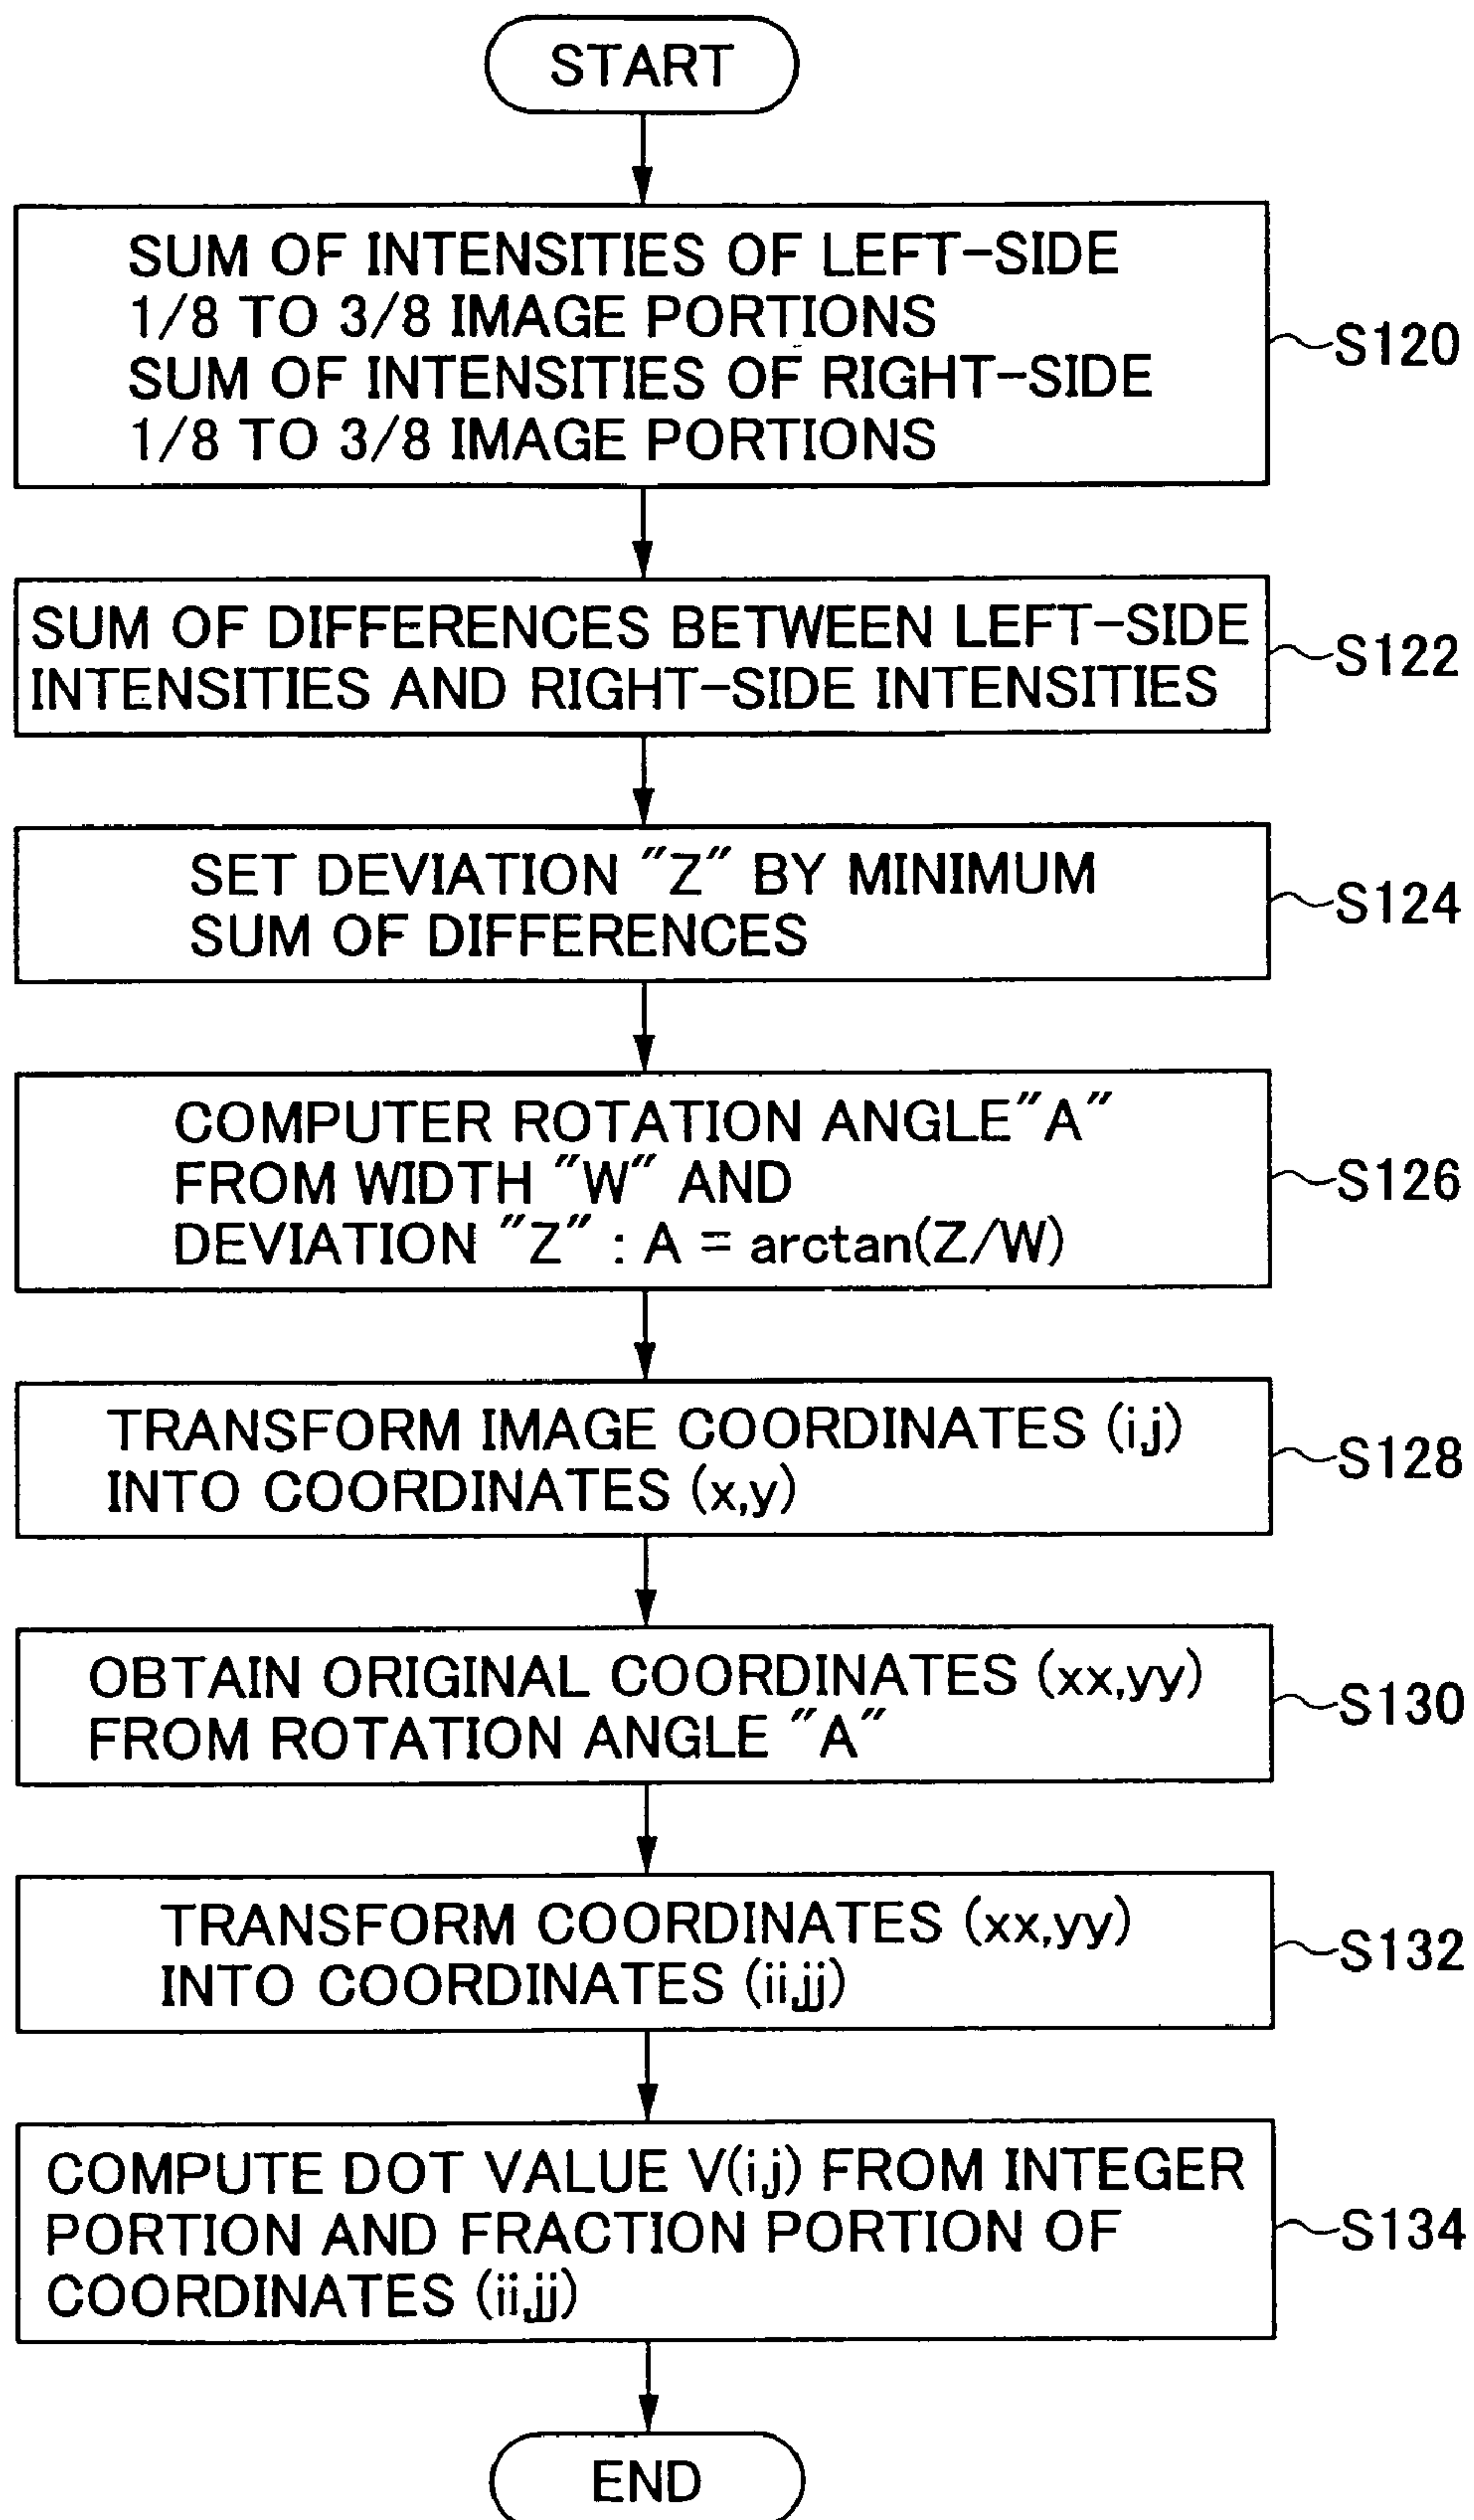 START
SUM OF INTENSITIES OF LEFT-SIDE
1/8 TO 3/8 IMAGE PORTIONS
SUM OF INTENSITIES OF RIGHT-SIDE
1/8 TO 3/8 IMAGE PORTIONS
S120
SUM OF DIFFERENCES BETWEEN LEFT-SIDE
INTENSITIES AND RIGHT-SIDE INTENSITIES
S122
SET DEVIATION "Z" BY MINIMUM
SUM OF DIFFERENCES
S124
COMPUTER ROTATION ANGLE"A"
FROM WIDTH "W" AND
DEVIATION "Z" : A = arctan(Z/W)
S126
TRANSFORM IMAGE COORDINATES (i,j)
INTO COORDINATES (x,y)
S128
OBTAIN ORIGINAL COORDINATES (xx,yy)
FROM ROTATION ANGLE "A"
S130
TRANSFORM COORDINATES (xx,yy)
INTO COORDINATES (ii,jj)
S132
COMPUTE DOT VALUE V(i,j) FROM INTEGER
PORTION AND FRACTION PORTION OF
COORDINATES (ii,jj)
S134
END